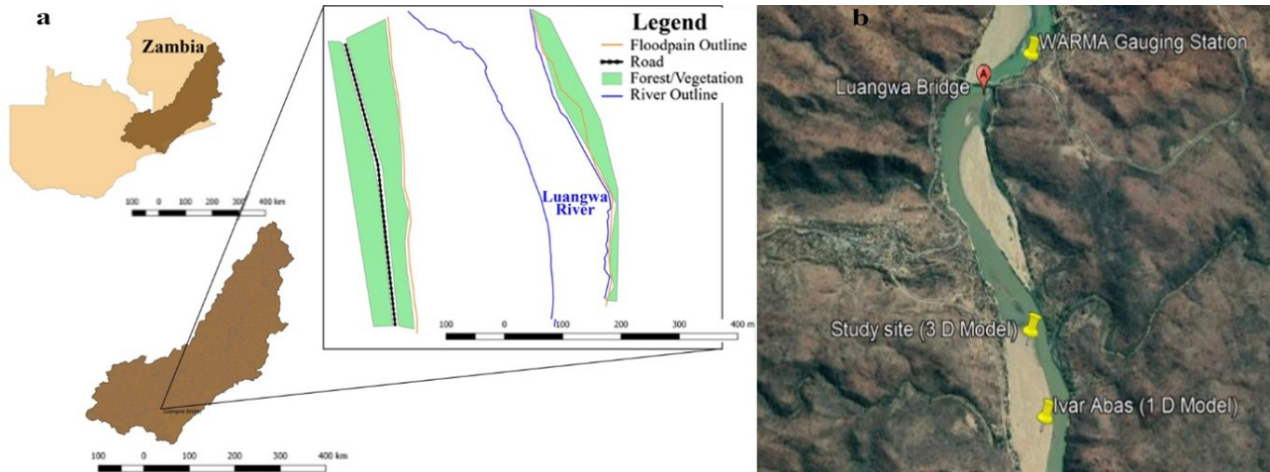 a
Zambia
100 0 100 200 300 400 km
Luangwa Bridge
100 0 100 200 300 400 km
Legend
Floodpain Outline
Road
Forest/Vegetation
River Outline
Luangwa
River
100 0 100 200 300 400 m
b
WARMA Gauging Station
A
Luangwa Bridge
Study site (3 D Model)
Ivar Abas (1 D Model)